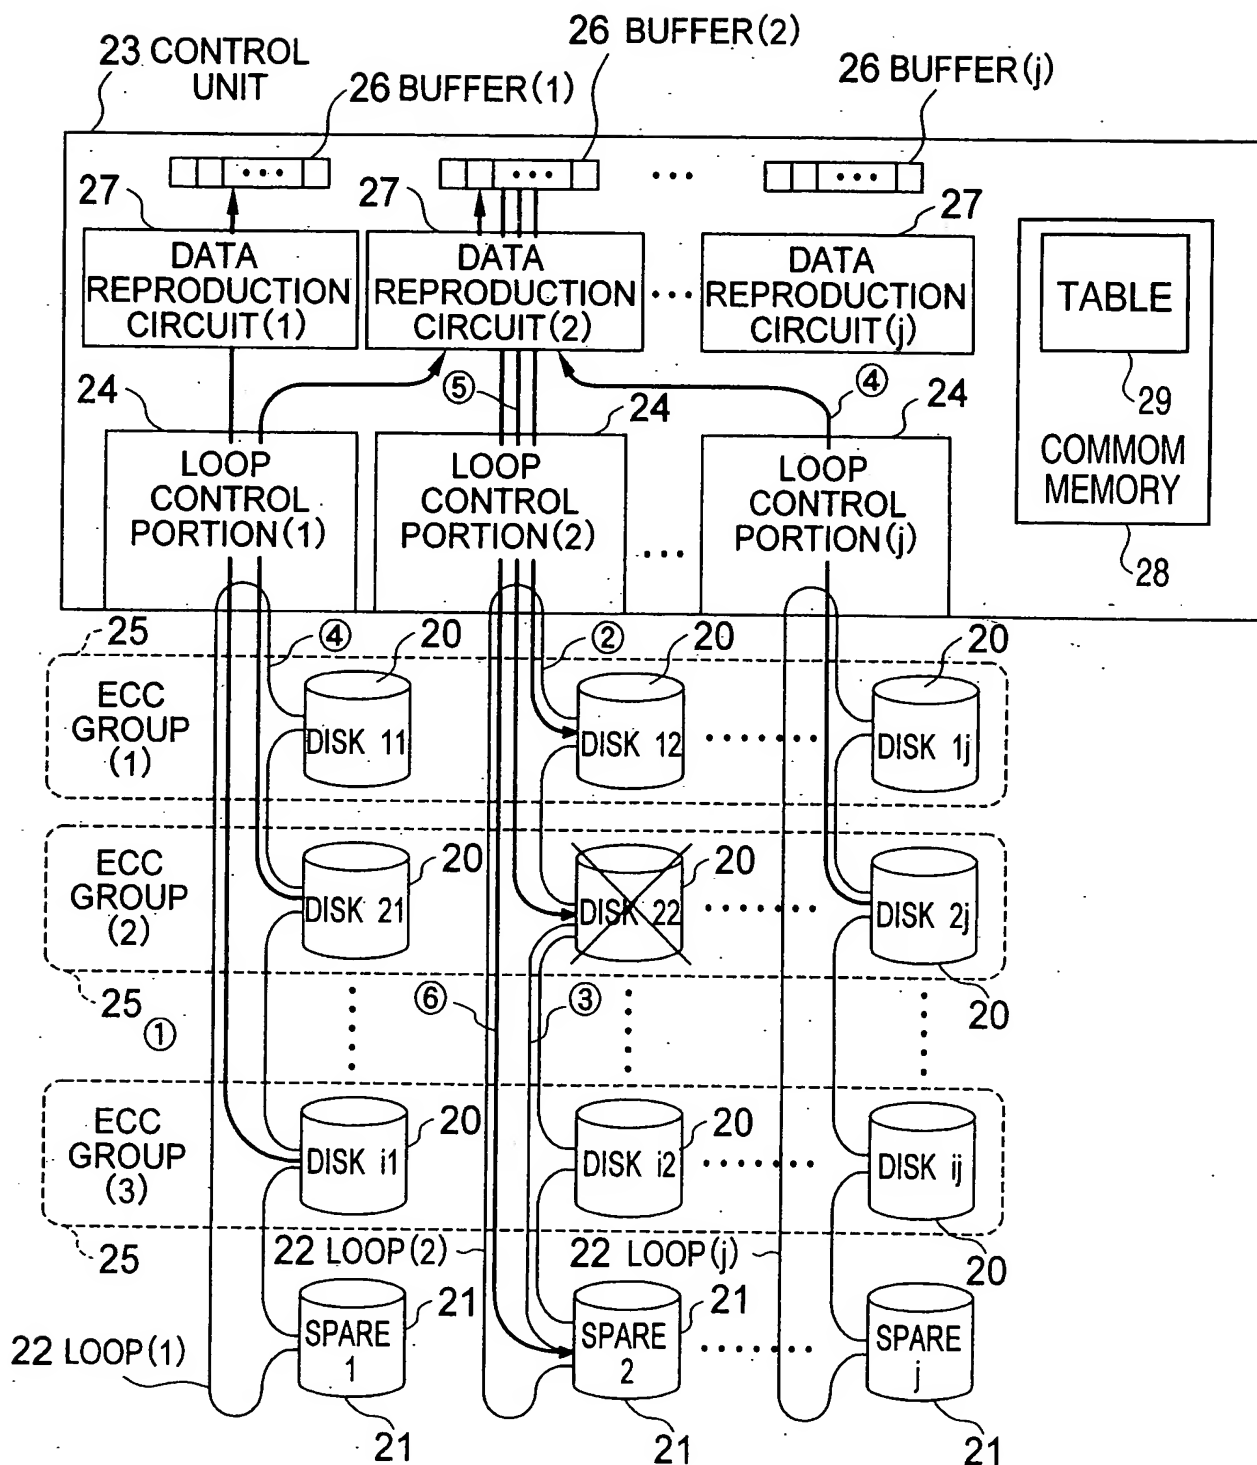 23 CONTROL UNIT
26 BUFFER(1)
26 BUFFER(2)
26 BUFFER(j)
27
DATA REPRODUCTION CIRCUIT(1)
27
DATA REPRODUCTION CIRCUIT(2)
27
DATA REPRODUCTION CIRCUIT(j)
TABLE
29
COMMOM MEMORY
28
24
LOOP CONTROL PORTION(1)
⑤
24
LOOP CONTROL PORTION(2)
④
24
LOOP CONTROL PORTION(j)
25
ECC GROUP (1)
④
20
DISK 11
②
20
DISK 12
20
DISK 1j
ECC GROUP (2)
25
DISK 21
20
DISK 22
20
DISK 2j
20
①
⑥
③
ECC GROUP (3)
25
DISK i1
20
DISK i2
20
DISK ij
20
22 LOOP(1)
22 LOOP(2)
22 LOOP(j)
SPARE 1
21
21
SPARE 2
21
21
SPARE j
21